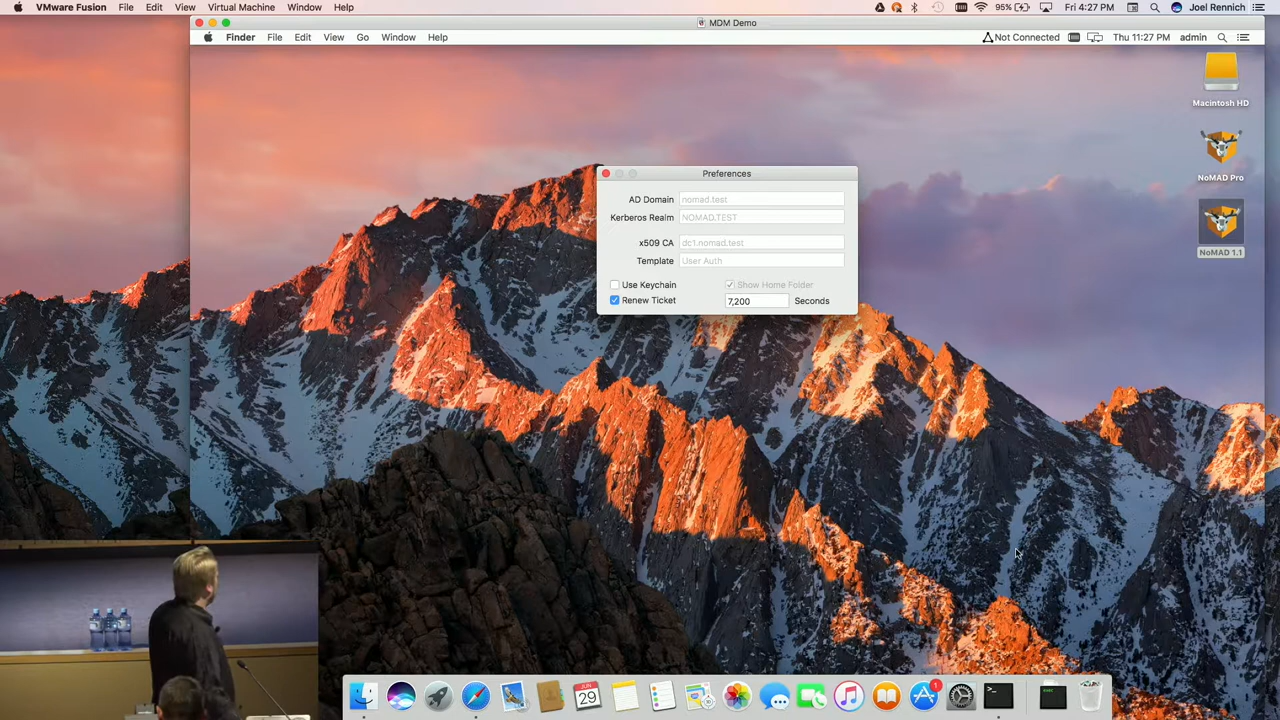 VMware Fusion File Edit View Virtual Machine Window Help 95% Fri 4:27 PM Joel Rennich
MDM Demo
Finder File Edit View Go Window Help Not Connected Thu 11:27 PM admin
Macintosh HD
NoMAD Pro
NoMAD 1.1
Preferences
AD Domain nomad.test
Kerberos Realm NOMAD.TEST
x509 CA dc1.nomad.test
Template User Auth
Use Keychain Show Home Folder
Renew Ticket 7,200 Seconds
JUN
29
1